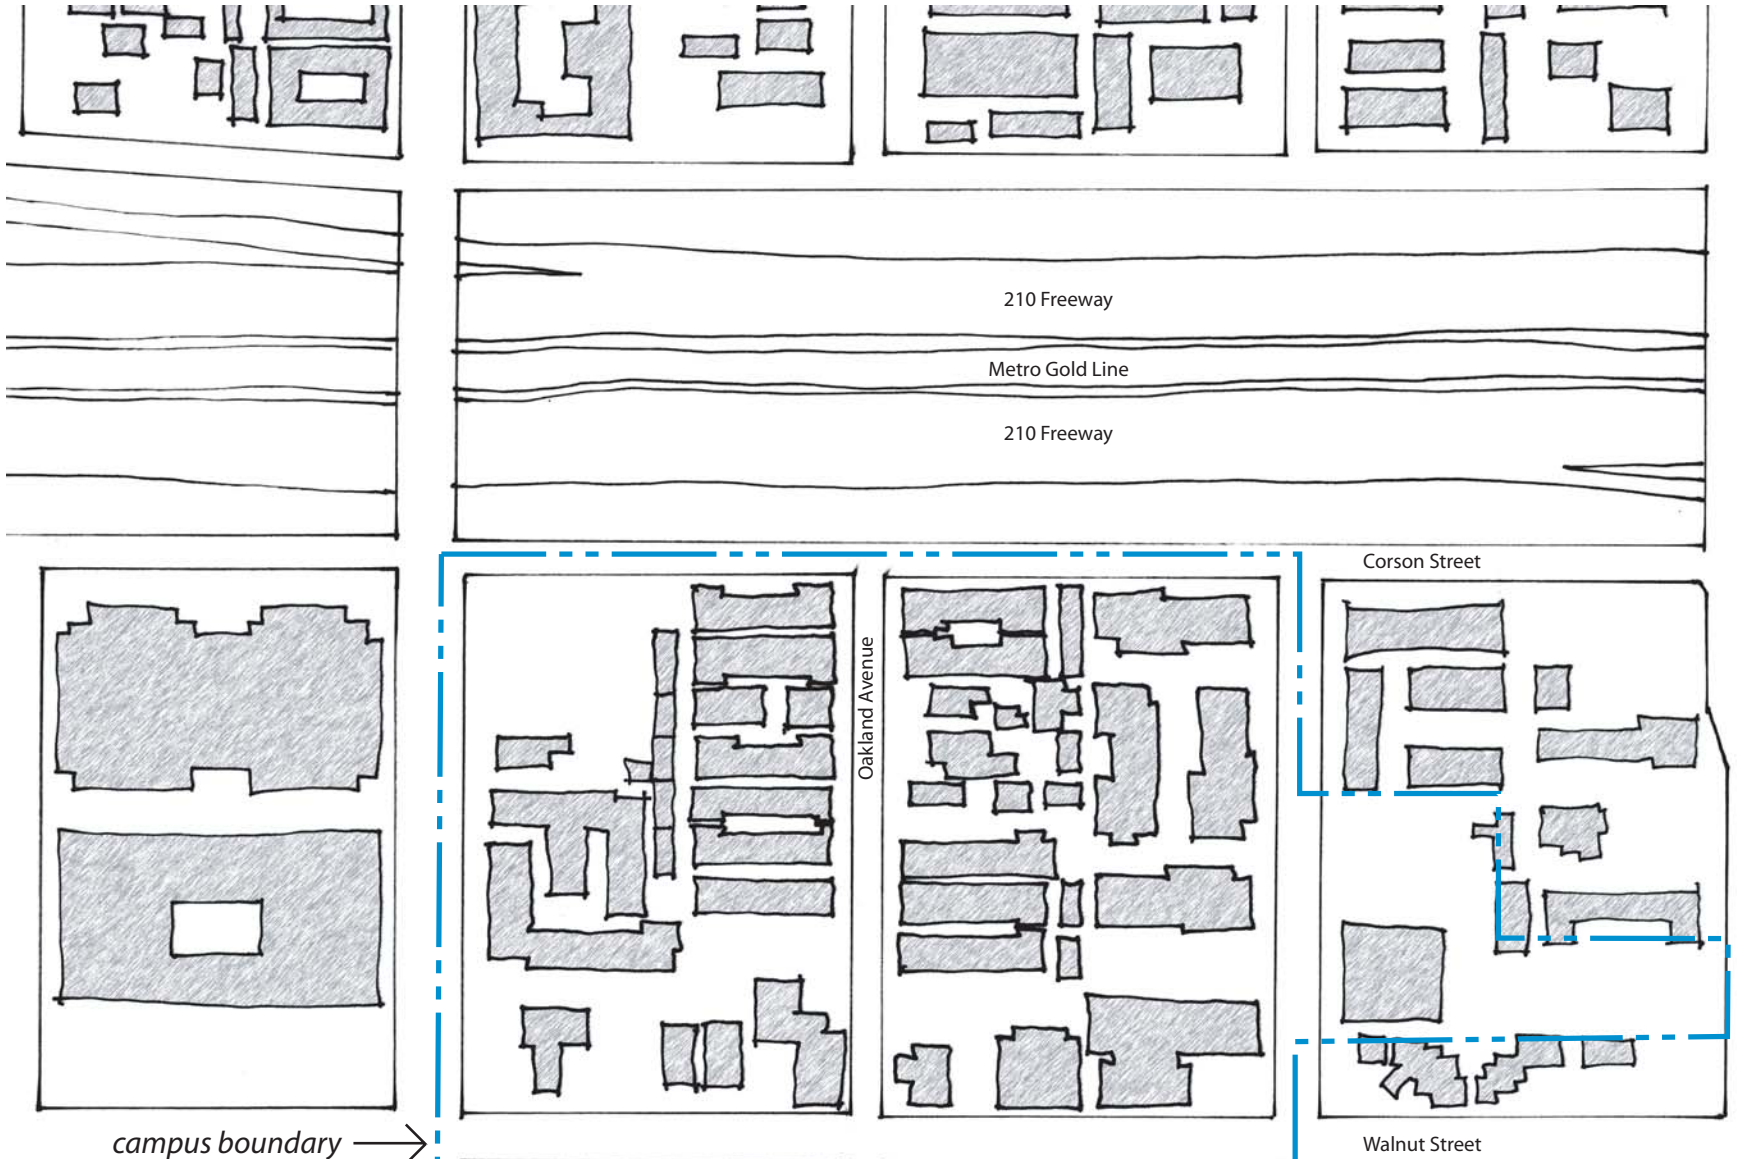 210 Freeway
Metro Gold Line
210 Freeway
Corson Street
Oakland Avenue
campus boundary
Walnut Street